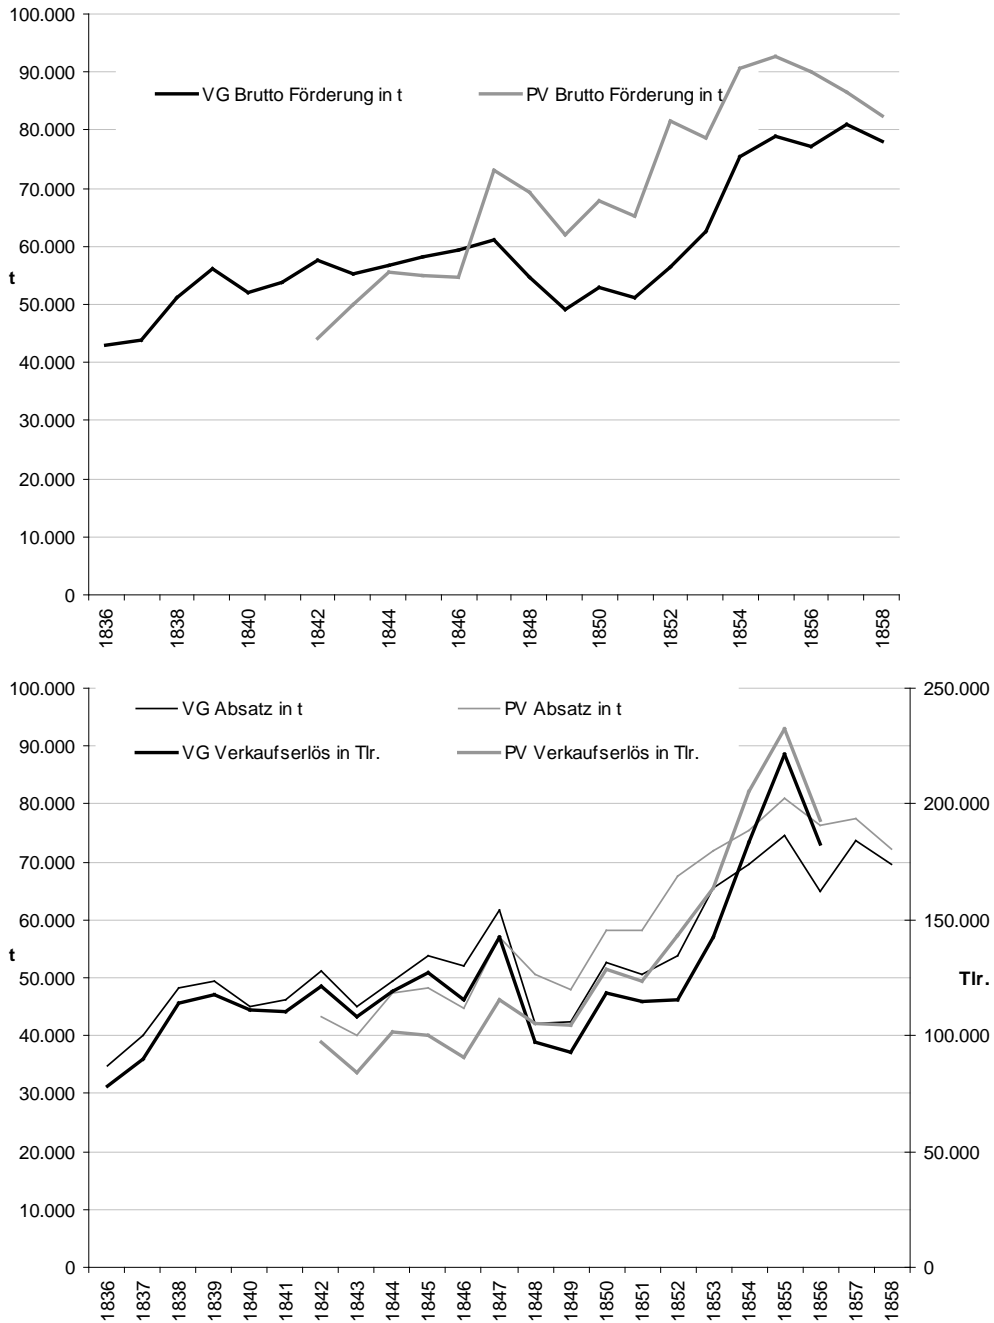 100.000
90.000
VG Brutto Förderung in t PV Brutto Förderung in t
80.000
70.000
60.000
t
50.000
40.000
30.000
20.000
10.000
0
1836 1838 1840 1842 1844 1846 1848 1850 1852 1854 1856 1858
100.000 250.000
VG Absatz in t PV Absatz in t
90.000
VG Verkaufserlös in Tlr. PV Verkaufserlös in Tlr.
80.000 200.000
70.000
60.000 150.000
t
50.000 Tlr.
40.000 100.000
30.000
20.000 50.000
10.000
0 0
1836 1837 1838 1839 1840 1841 1842 1843 1844 1845 1846 1847 1848 1849 1850 1851 1852 1853 1854 1855 1856 1857 1858